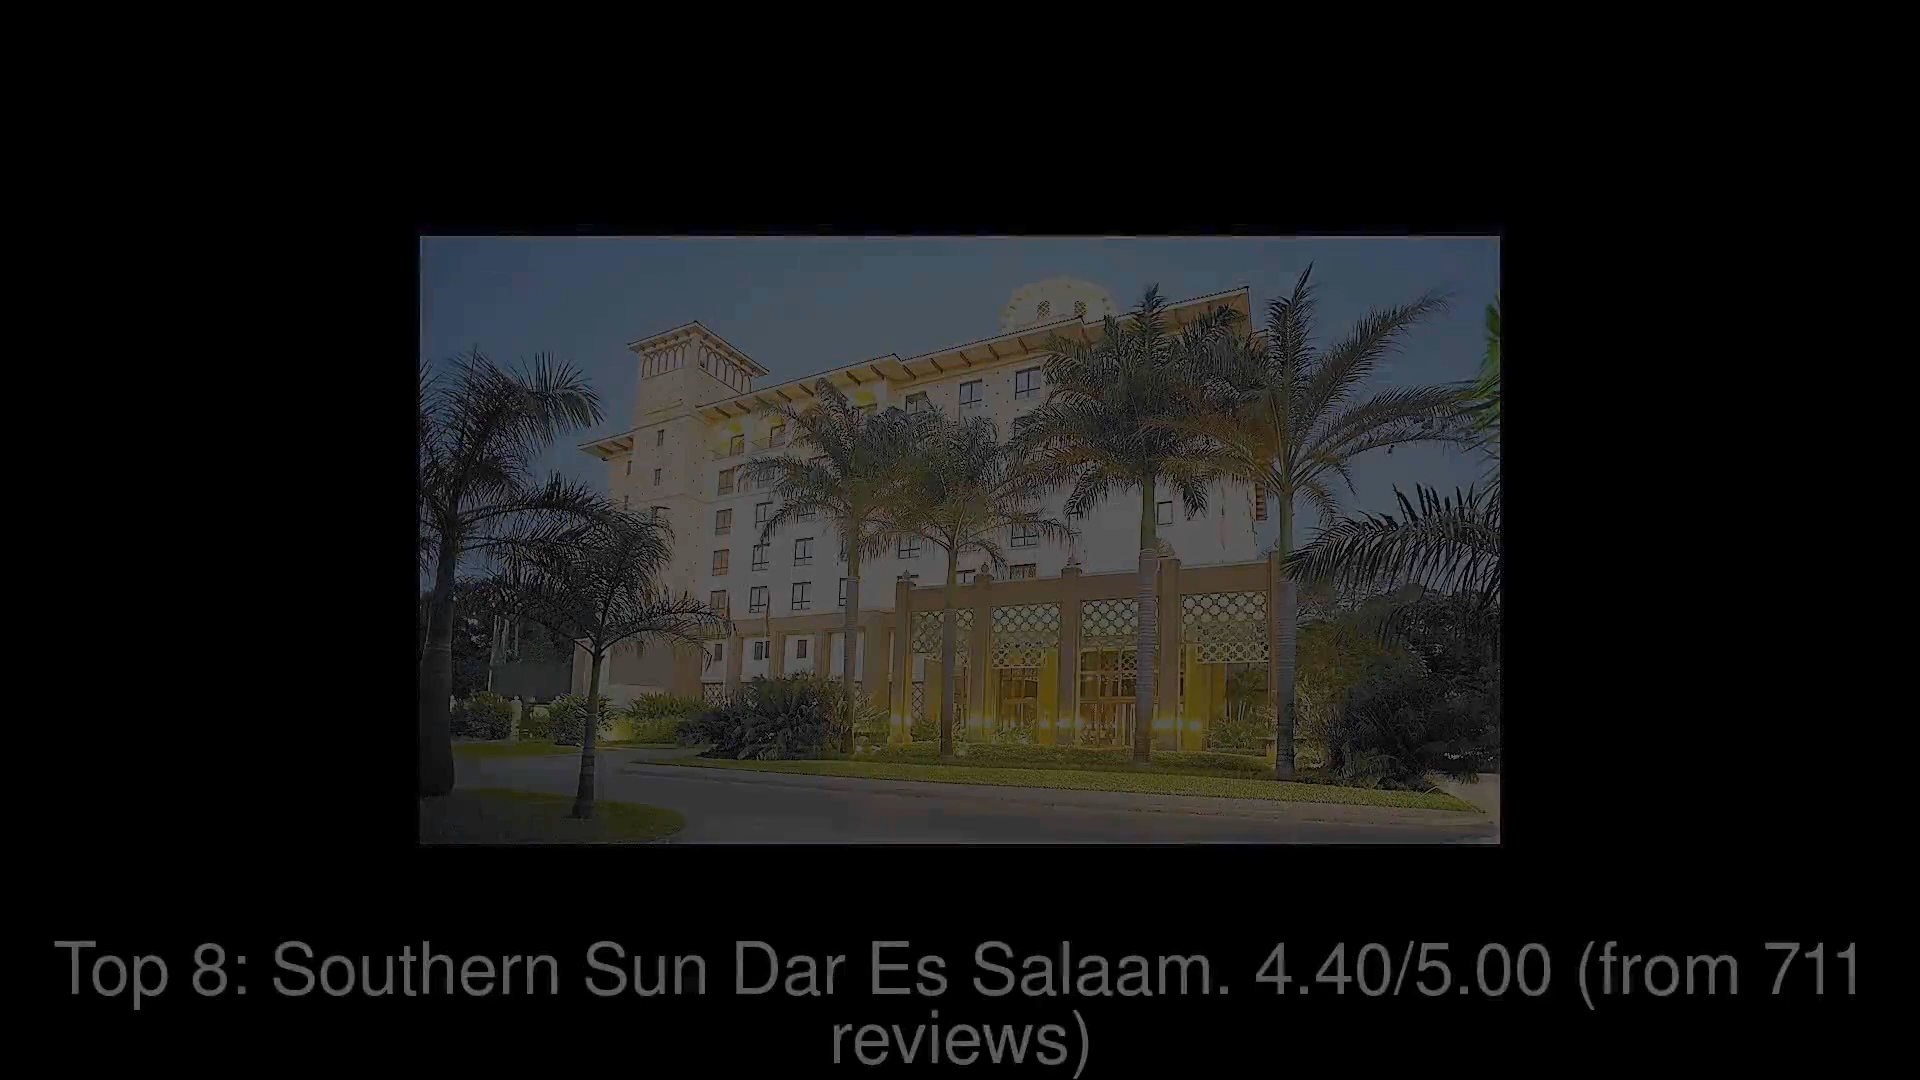 Top 8: Southern Sun Dar Es Salaam. 4.40/5.00 (from 711
reviews)